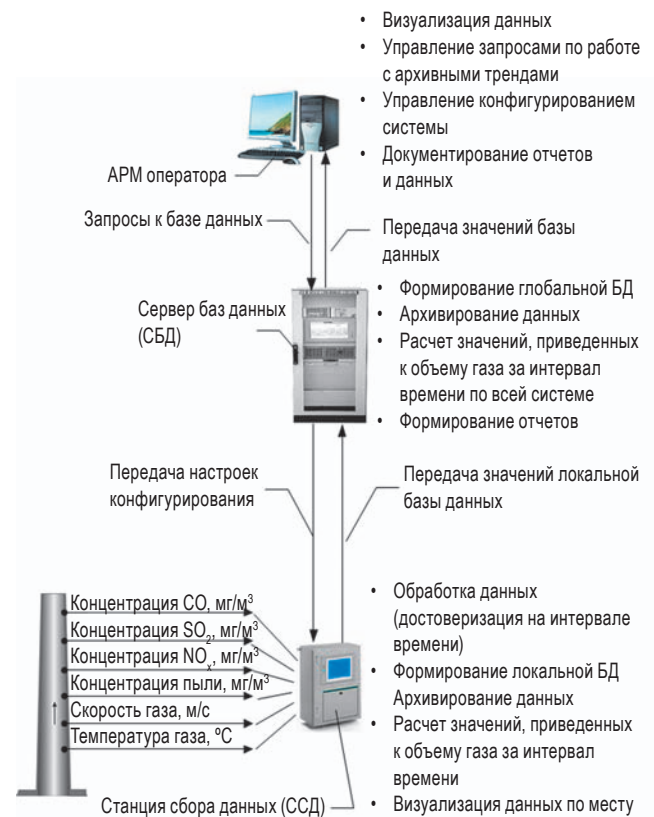 • Визуализация данных
• Управление запросами по работе
с архивными трендами
• Управление конфигурированием
системы
• Документирование отчетов
и данных
АРМ оператора
Запросы к базе данных
Передача значений базы
данных
Сервер баз данных
(СБД)
• Формирование глобальной БД
• Архивирование данных
• Расчет значений, приведенных
к объему газа за интервал
времени по всей системе
• Формирование отчетов
Передача настроек
конфигурирования
Передача значений локальной
базы данных
Концентрация CO, мг/м³
Концентрация SO₂, мг/м³
Концентрация NOₓ, мг/м³
Концентрация пыли, мг/м³
Скорость газа, м/с
Температура газа, ºС
• Обработка данных
(достоверизация на интервале
времени)
• Формирование локальной БД
Архивирование данных
• Расчет значений, приведенных
к объему газа за интервал
времени
• Визуализация данных по месту
Станция сбора данных (ССД)